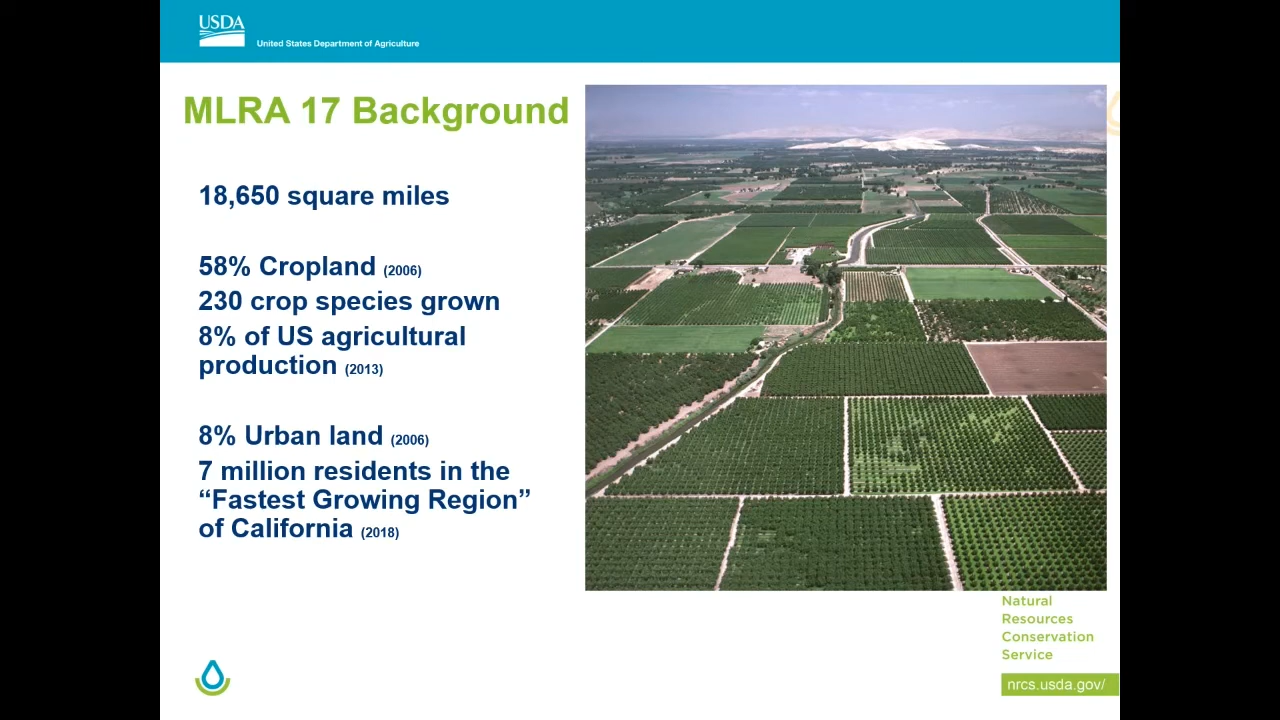 USDA
United States Department of Agriculture
MLRA 17 Background
18,650 square miles
58% Cropland (2006)
230 crop species grown
8% of US agricultural
production (2013)
8% Urban land (2006)
7 million residents in the
“Fastest Growing Region”
of California (2018)
Natural
Resources
Conservation
Service
nrcs.usda.gov/